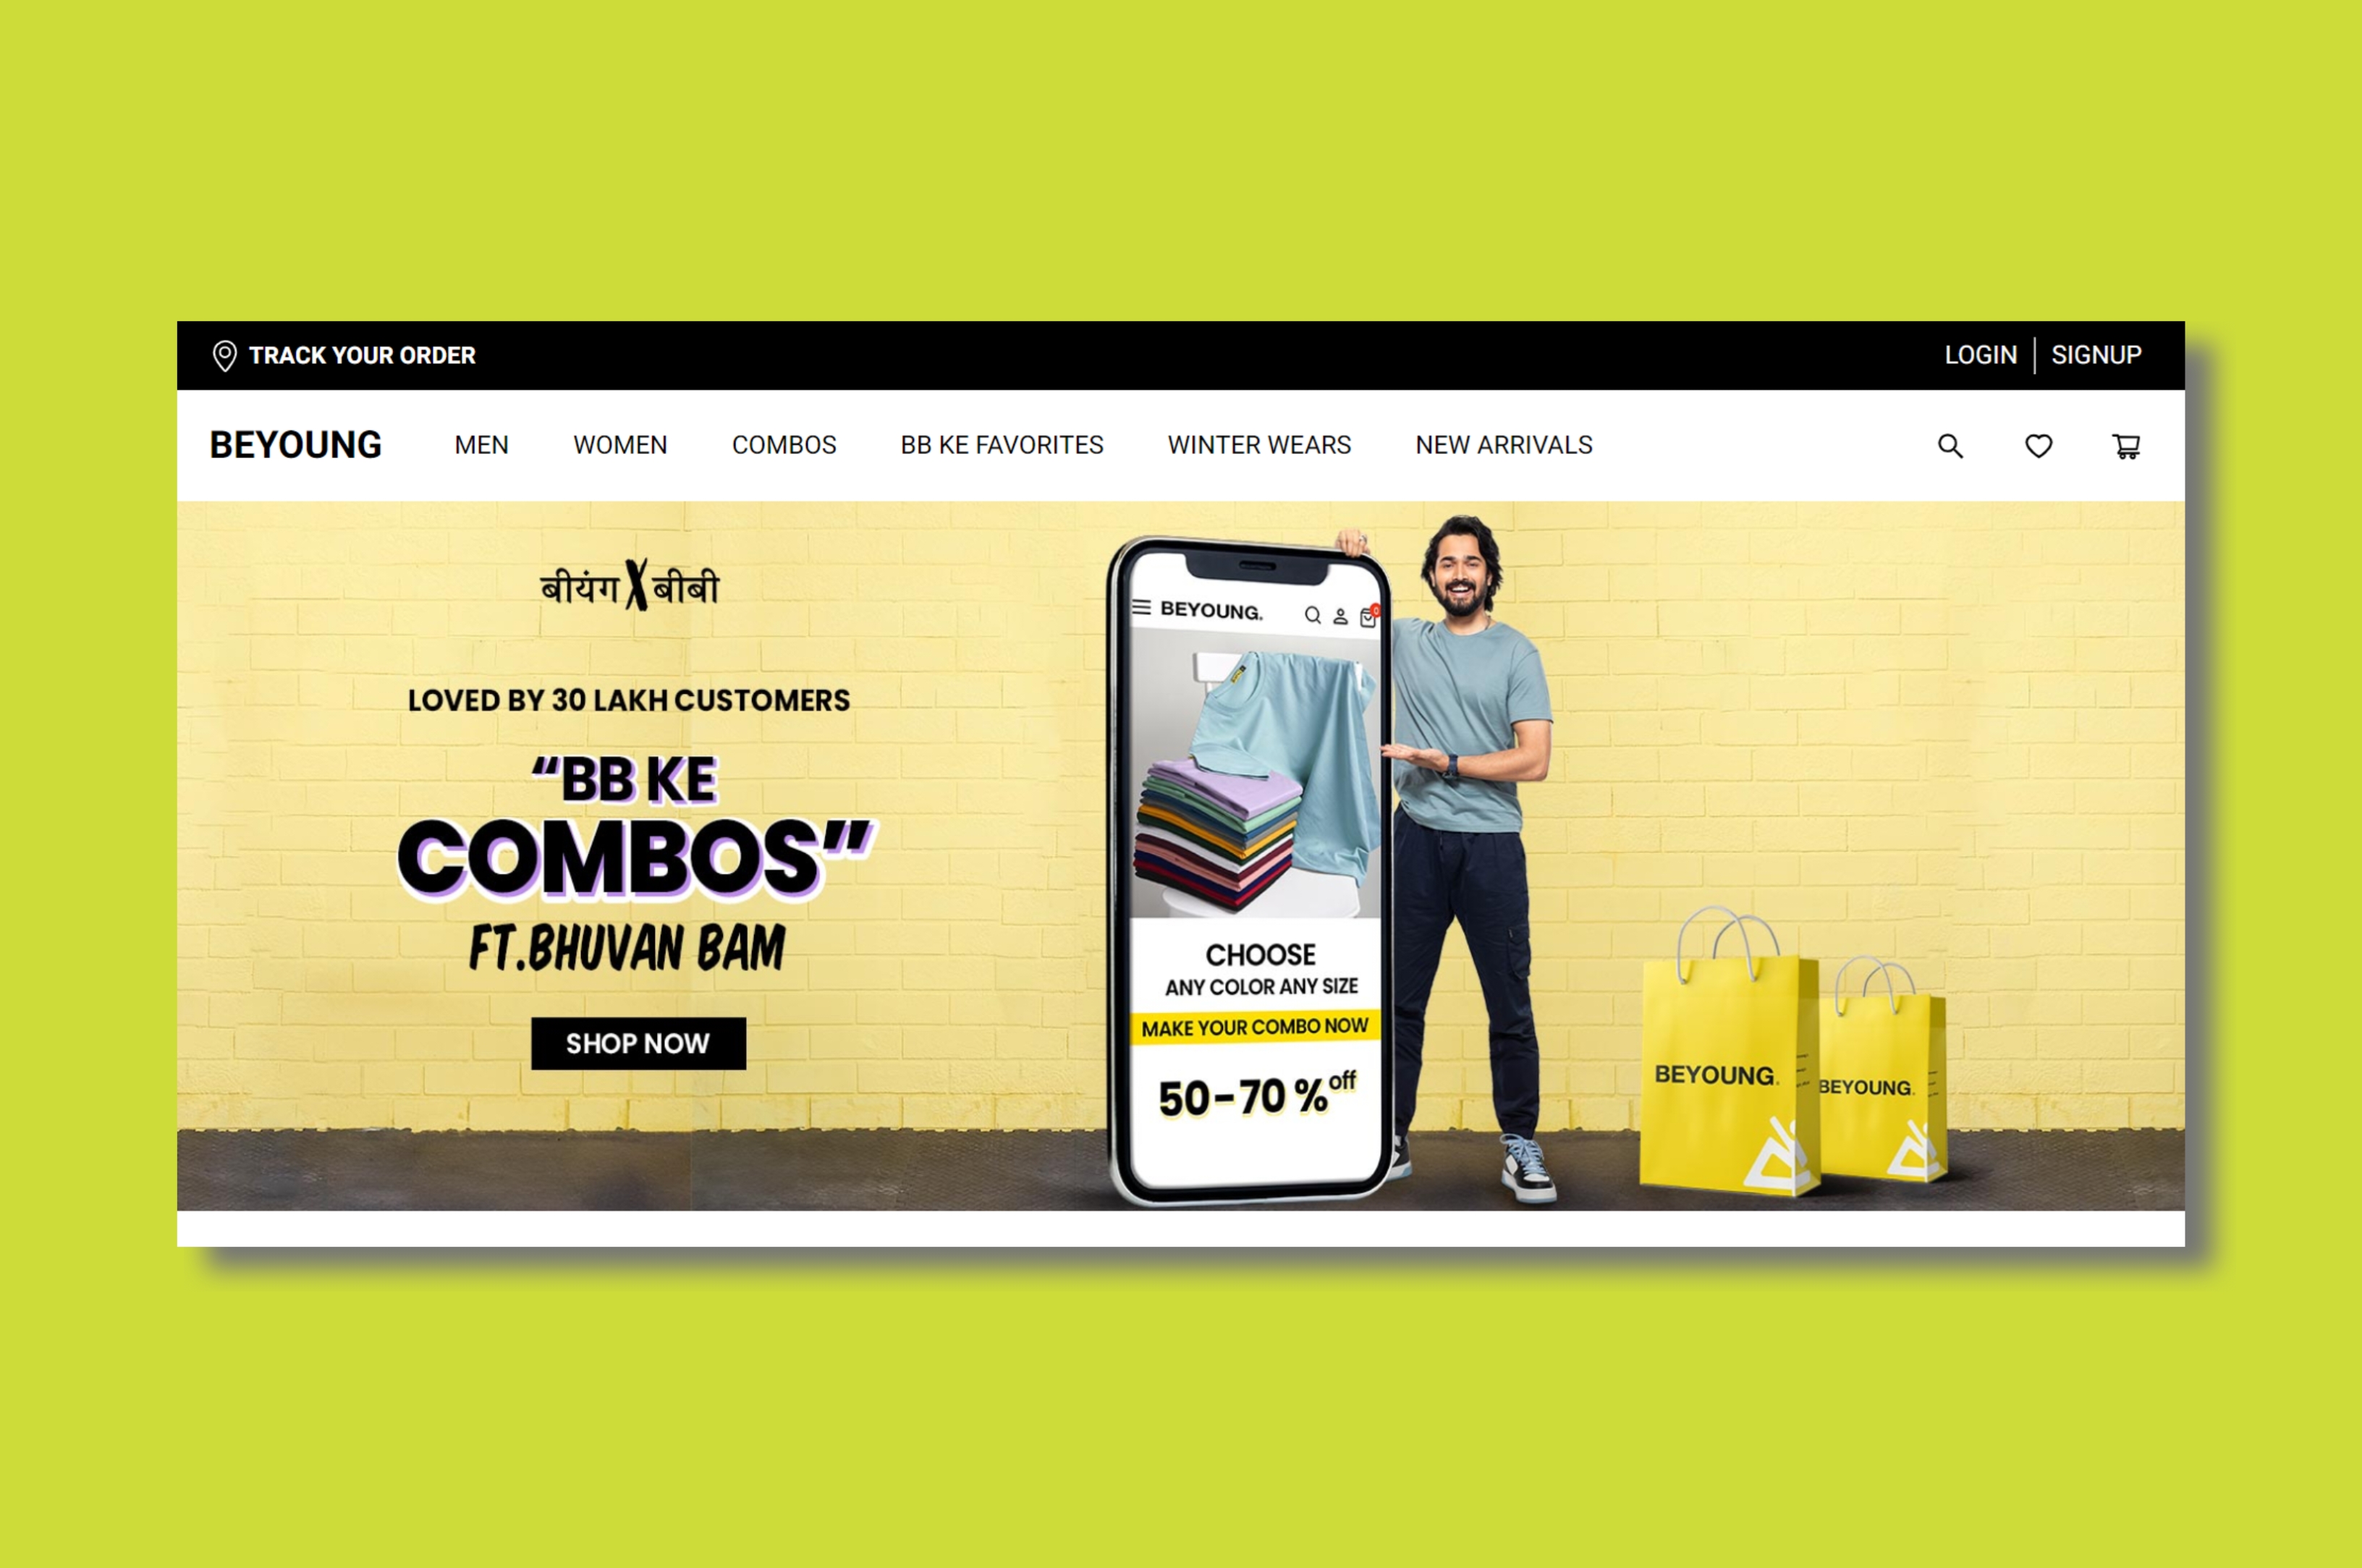 TRACK YOUR ORDER
LOGIN | SIGNUP
BEYOUNG MEN WOMEN COMBOS BB KE FAVORITES WINTER WEARS NEW ARRIVALS
बीयंग X बीबी
LOVED BY 30 LAKH CUSTOMERS
“BB KE
COMBOS”
FT.BHUVAN BAM
SHOP NOW
BEYOUNG.
0
CHOOSE
ANY COLOR ANY SIZE
MAKE YOUR COMBO NOW
50-70 % off
BEYOUNG.
BEYOUNG.